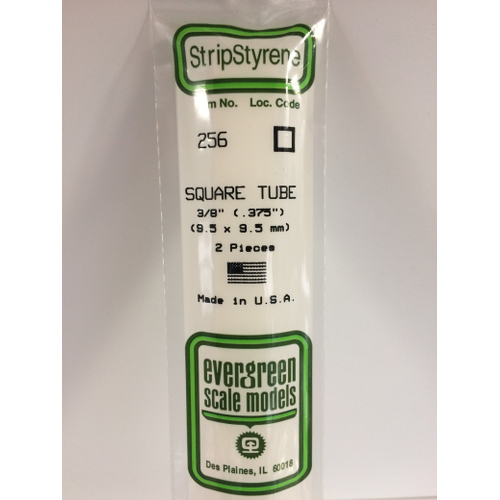 StripStyrene
m No. Loc. Code
256
SQUARE TUBE
3/8" (.375")
(9.5 x 9.5 mm)
2 Pieces
Made in U.S.A.
evergreen
scale models
Des Plaines, IL 60018